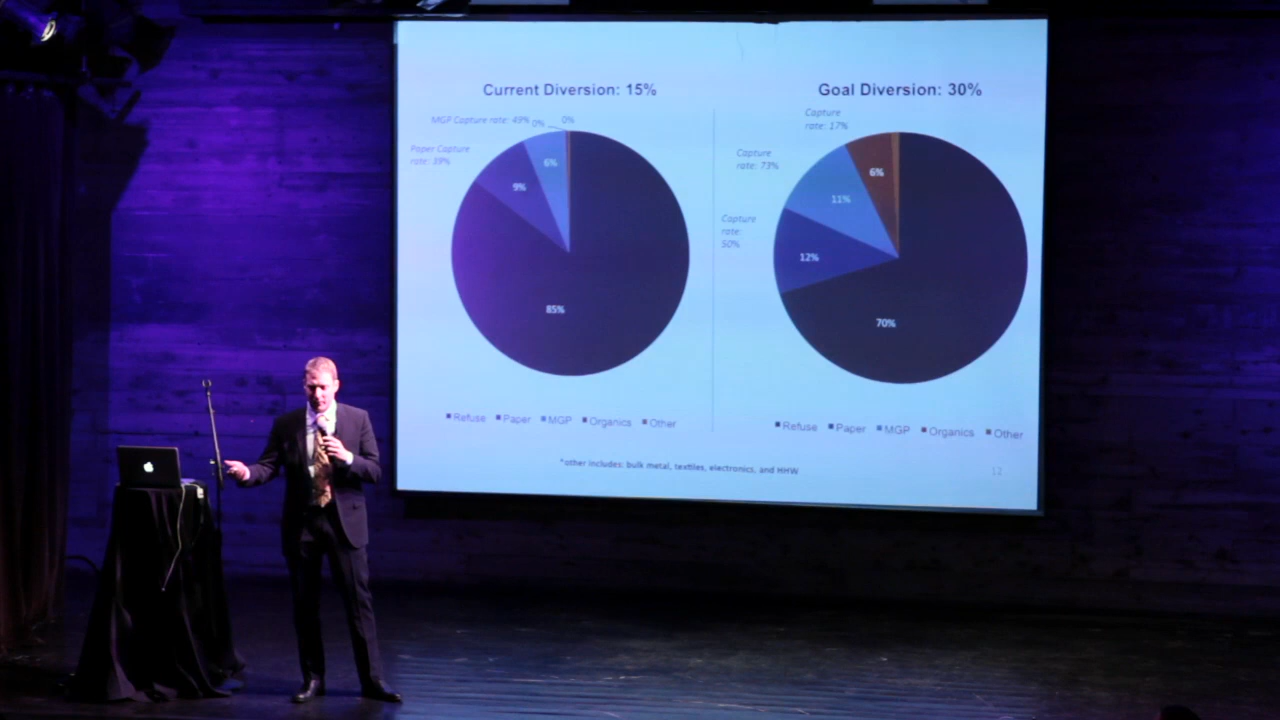 Current Diversion: 15%
MGP Capture rate: 49%
0%
0%
Paper Capture
rate: 39%
6%
9%
85%
Refuse Paper MGP Organics Other
Goal Diversion: 30%
Capture
rate: 17%
Capture
rate: 73%
Capture
rate:
50%
6%
11%
12%
70%
Refuse Paper MGP Organics Other
*other includes: bulk metal, textiles, electronics, and HHW
12